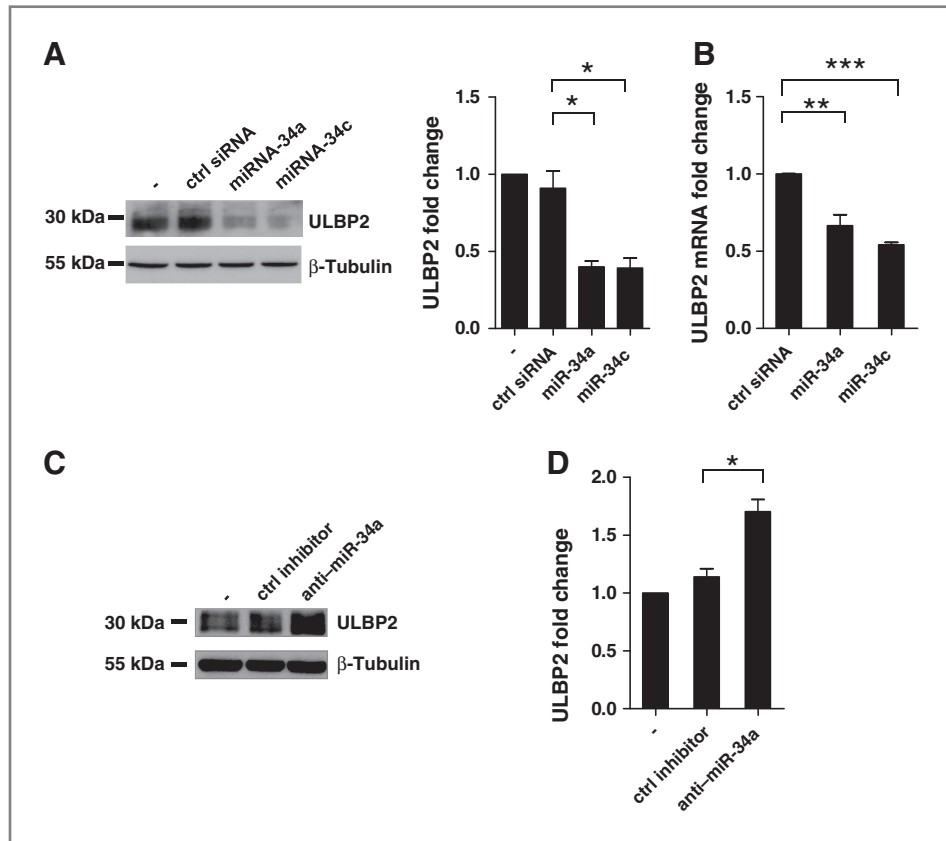 A
-
ctrl siRNA
miRNA-34a
miRNA-34c
30 kDa
ULBP2
55 kDa
β-Tubulin
ULBP2 fold change
1.5
1.0
0.5
0.0
*
*
-
ctrl siRNA
miR-34a
miR-34c
B
ULBP2 mRNA fold change
1.5
1.0
0.5
0.0
***
**
ctrl siRNA
miR-34a
miR-34c
C
-
ctrl inhibitor
anti–miR-34a
30 kDa
ULBP2
55 kDa
β-Tubulin
D
ULBP2 fold change
2.0
1.5
1.0
0.5
0.0
*
-
ctrl inhibitor
anti–miR-34a